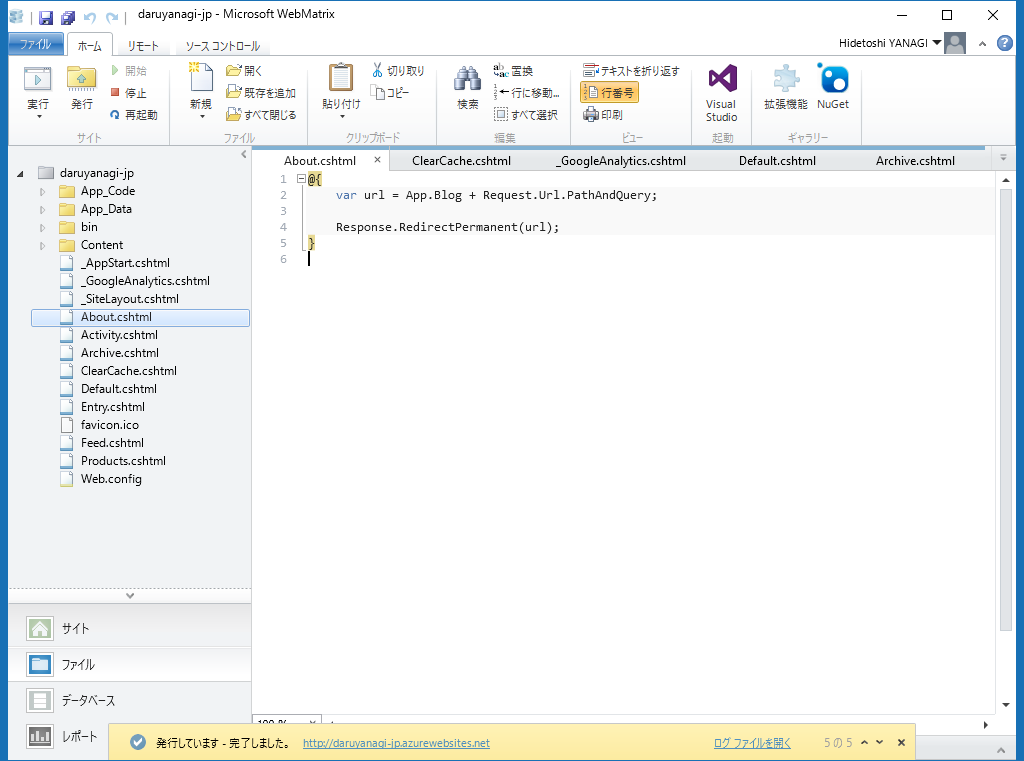 daruyanagi-jp - Microsoft WebMatrix
ファイル ホーム リモート ソース コントロール Hidetoshi YANAGI
実行 発行 開始 停止 再起動 サイト
新規 開く 既存を追加 すべて閉じる ファイル
貼り付け 切り取り コピー クリップボード
検索 置換 行に移動... すべて選択 編集
テキストを折り返す 行番号 印刷 ビュー
Visual Studio 起動
拡張機能 NuGet ギャラリー
daruyanagi-jp
App_Code
App_Data
bin
Content
_AppStart.cshtml
_GoogleAnalytics.cshtml
_SiteLayout.cshtml
About.cshtml
Activity.cshtml
Archive.cshtml
ClearCache.cshtml
Default.cshtml
Entry.cshtml
favicon.ico
Feed.cshtml
Products.cshtml
Web.config
サイト
ファイル
データベース
レポート
About.cshtml ClearCache.cshtml _GoogleAnalytics.cshtml Default.cshtml Archive.cshtml
1 @{
2 var url = App.Blog + Request.Url.PathAndQuery;
3
4 Response.RedirectPermanent(url);
5 }
6
100 %
発行しています - 完了しました。 http://daruyanagi-jp.azurewebsites.net ログ ファイルを開く 5 の 5